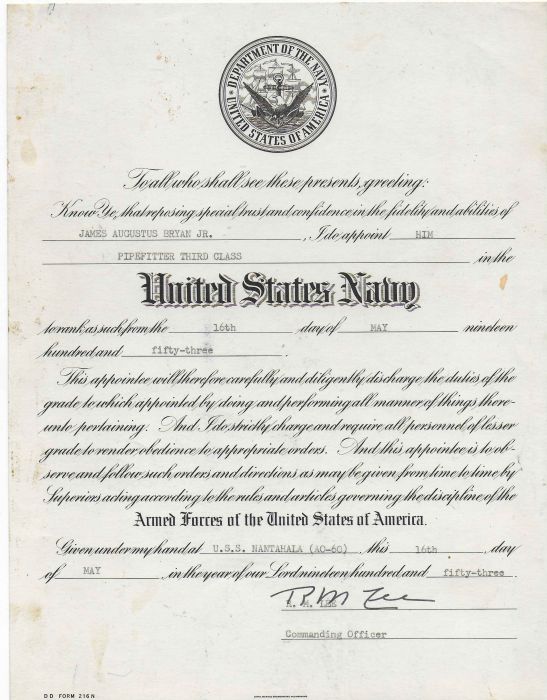 DEPARTMENT OF THE NAVY
UNITED STATES OF AMERICA
To all who shall see these presents, greeting:
Know Ye, that reposing special trust and confidence in the fidelity and abilities of
JAMES AUGUSTUS BRYAN JR. , I do appoint HIM
PIPEFITTER THIRD CLASS in the
United States Navy
to rank as such from the 16th day of MAY nineteen
hundred and fifty-three .
This appointee will therefore carefully and diligently discharge the duties of the
grade to which appointed by doing and performing all manner of things there-
unto pertaining. And I do strictly charge and require all personnel of lesser
grade to render obedience to appropriate orders. And this appointee is to ob-
serve and follow such orders and directions as may be given from time to time by
Superiors acting according to the rules and articles governing the discipline of the
Armed Forces of the United States of America.
Given under my hand at U.S.S. NANTAHALA (AO-60) , this 16th , day
of MAY , in the year of our Lord nineteen hundred and fifty-three .
R. M. LEE
Commanding Officer
DD FORM 216N